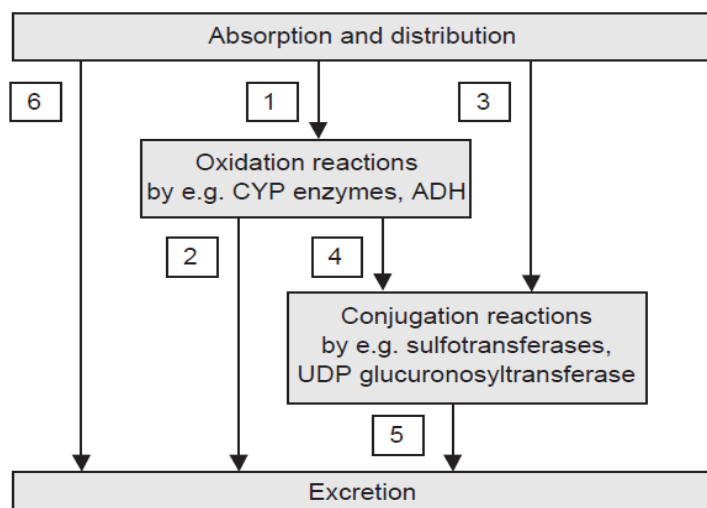 Absorption and distribution
6
1
3
Oxidation reactions
by e.g. CYP enzymes, ADH
2
4
Conjugation reactions
by e.g. sulfotransferases,
UDP glucuronosyltransferase
5
Excretion